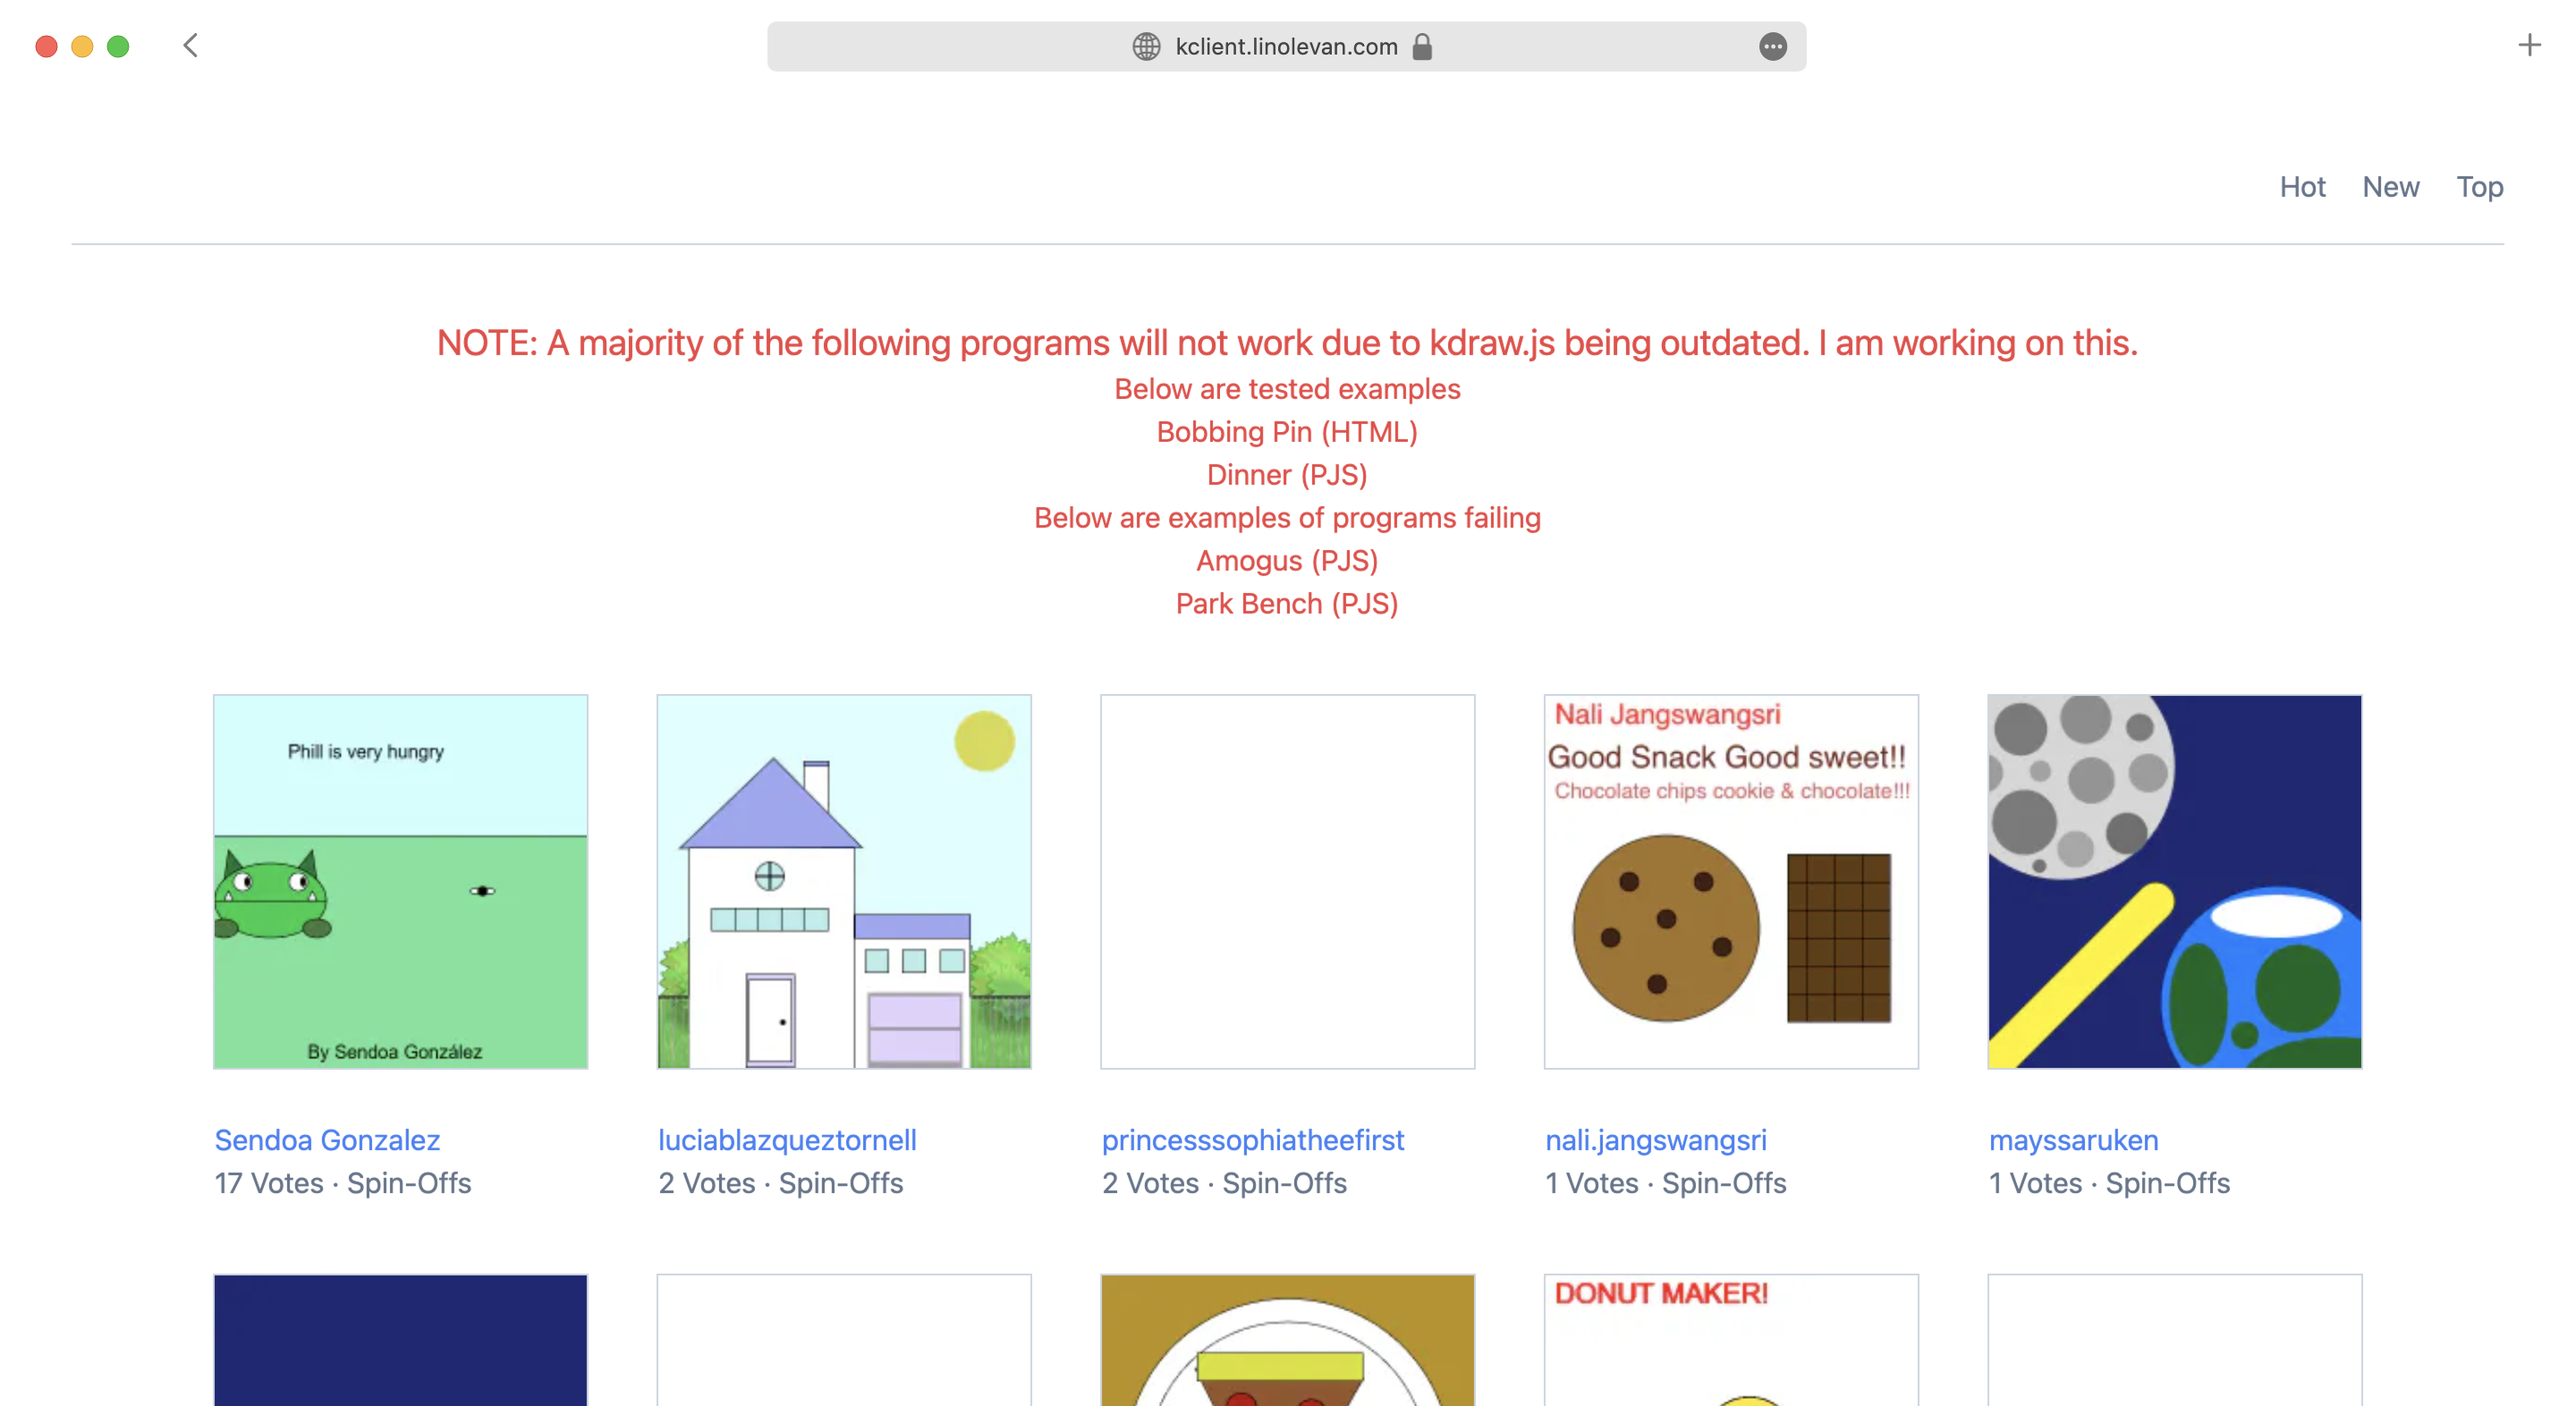 kclient.linolevan.com
Hot New Top
NOTE: A majority of the following programs will not work due to kdraw.js being outdated. I am working on this.
Below are tested examples
Bobbing Pin (HTML)
Dinner (PJS)
Below are examples of programs failing
Amogus (PJS)
Park Bench (PJS)
Phill is very hungry
By Sendoa González
Nali Jangswangsri
Good Snack Good sweet!!
Chocolate chips cookie & chocolate!!!
Sendoa Gonzalez
17 Votes · Spin-Offs
luciablazqueztornell
2 Votes · Spin-Offs
princesssophiatheefirst
2 Votes · Spin-Offs
nali.jangswangsri
1 Votes · Spin-Offs
mayssaruken
1 Votes · Spin-Offs
DONUT MAKER!